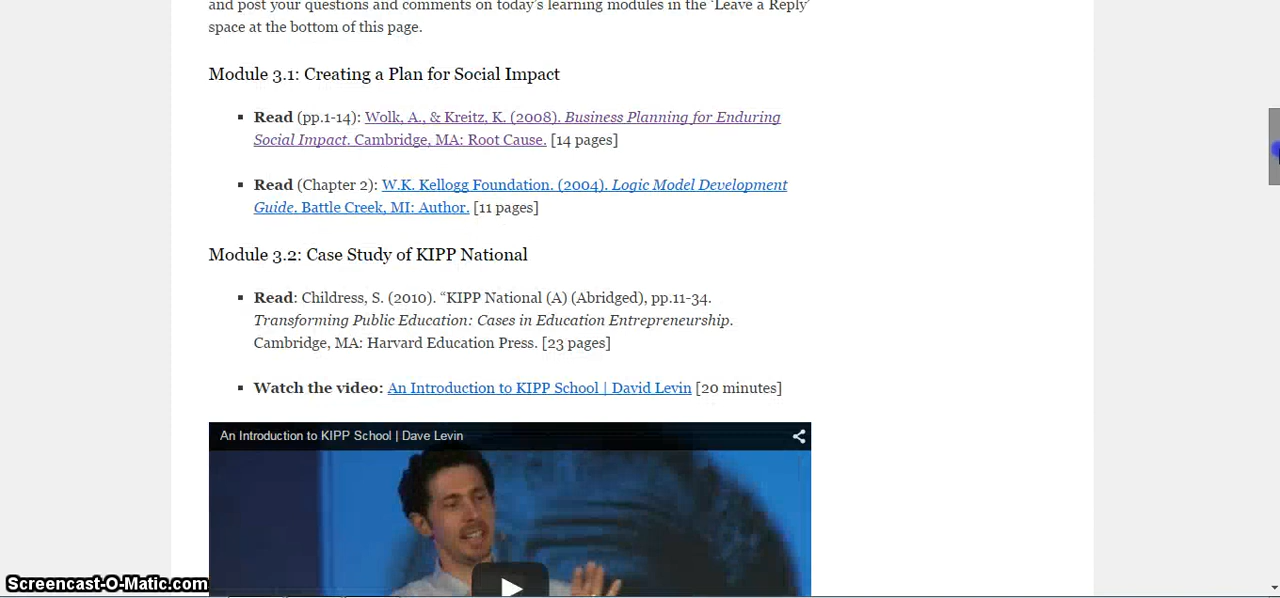 and post your questions and comments on today's learning modules in the 'Leave a Reply'
space at the bottom of this page.
Module 3.1: Creating a Plan for Social Impact
▪ Read (pp.1-14): Wolk, A., & Kreitz, K. (2008). Business Planning for Enduring
Social Impact. Cambridge, MA: Root Cause. [14 pages]
▪ Read (Chapter 2): W.K. Kellogg Foundation. (2004). Logic Model Development
Guide. Battle Creek, MI: Author. [11 pages]
Module 3.2: Case Study of KIPP National
▪ Read: Childress, S. (2010). “KIPP National (A) (Abridged), pp.11-34.
Transforming Public Education: Cases in Education Entrepreneurship.
Cambridge, MA: Harvard Education Press. [23 pages]
▪ Watch the video: An Introduction to KIPP School | David Levin [20 minutes]
An Introduction to KIPP School | Dave Levin
Screencast-O-Matic.com